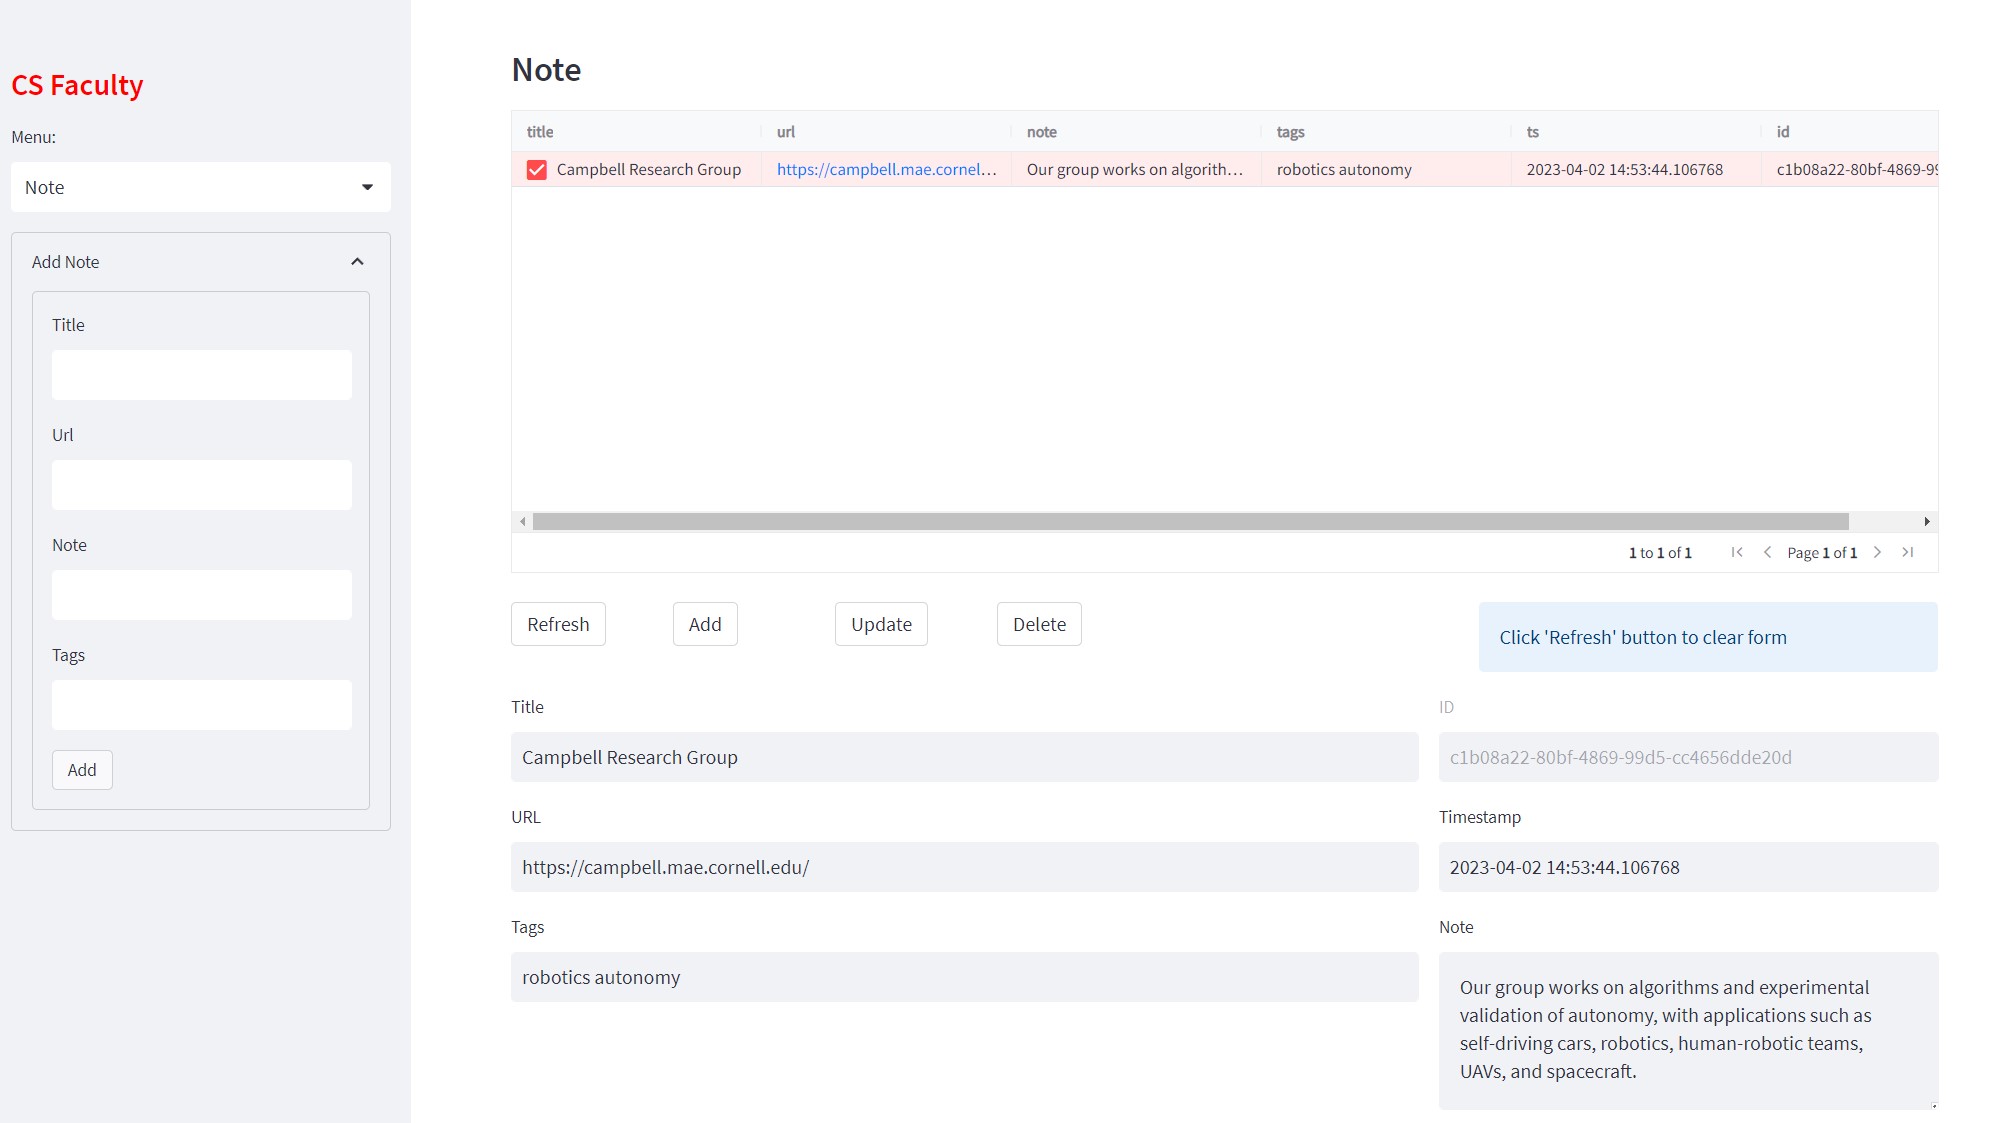 CS Faculty
Menu:
Note
Add Note
Title
Url
Note
Tags
Add
Note
title url note tags ts id
Campbell Research Group https://campbell.mae.cornel… Our group works on algorith… robotics autonomy 2023-04-02 14:53:44.106768 c1b08a22-80bf-4869-99
1 to 1 of 1 Page 1 of 1
Refresh Add Update Delete
Click 'Refresh' button to clear form
Title
Campbell Research Group
ID
c1b08a22-80bf-4869-99d5-cc4656dde20d
URL
https://campbell.mae.cornell.edu/
Timestamp
2023-04-02 14:53:44.106768
Tags
robotics autonomy
Note
Our group works on algorithms and experimental
validation of autonomy, with applications such as
self-driving cars, robotics, human-robotic teams,
UAVs, and spacecraft.